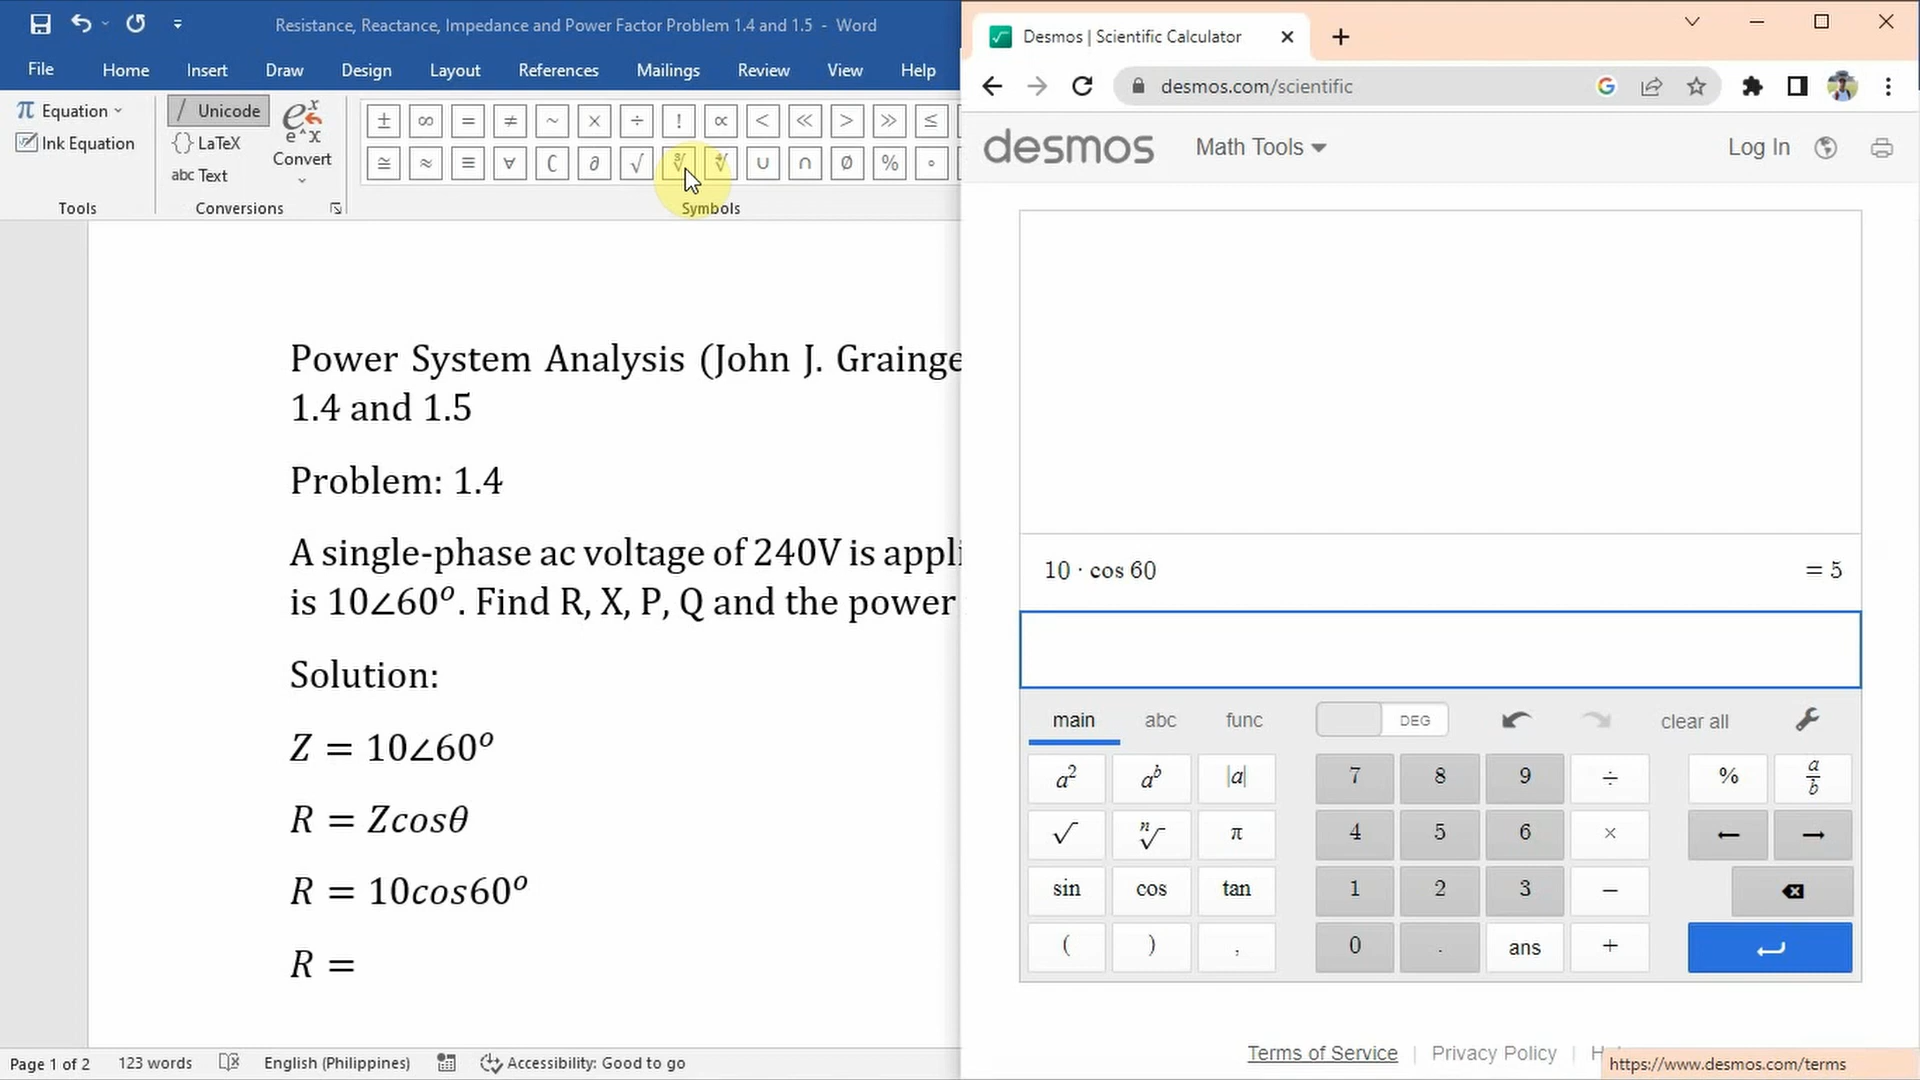 Resistance, Reactance, Impedance and Power Factor Problem 1.4 and 1.5 - Word
File Home Insert Draw Design Layout References Mailings Review View Help
π Equation
Ink Equation
Tools
Unicode
{} LaTeX
abc Text
Convert
Conversions
± ∞ = ≠ ~ × ÷ ! ∝ < ≪ > ≫ ≤
≅ ≈ ≡ ∀ ∁ ∂ √ ∛ ∜ ∪ ∩ ∅ % °
Symbols
Power System Analysis (John J. Grainge
1.4 and 1.5
Problem: 1.4
A single-phase ac voltage of 240V is appli
is 10∠60°. Find R, X, P, Q and the power
Solution:
Z = 10∠60°
R = Zcosθ
R = 10cos60°
R =
Page 1 of 2 123 words English (Philippines) Accessibility: Good to go
Desmos | Scientific Calculator
desmos.com/scientific
desmos Math Tools Log In
10 · cos 60 = 5
main abc func DEG clear all
a² aᵇ |a| 7 8 9 ÷ % a/b
√ ⁿ√ π 4 5 6 × ← →
sin cos tan 1 2 3 −
( ) , 0 . ans +
Terms of Service | Privacy Policy |
https://www.desmos.com/terms